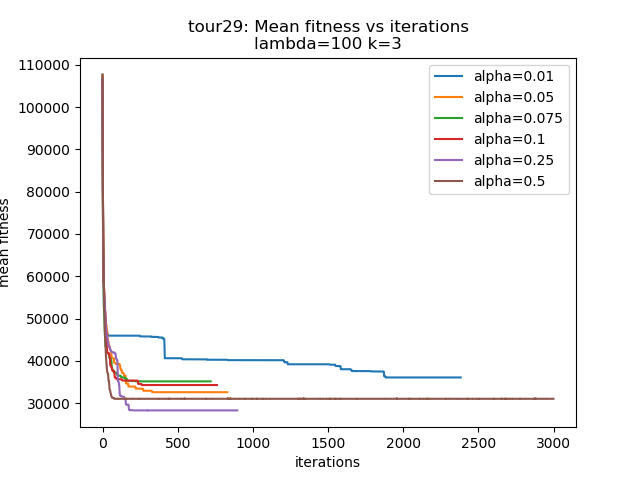 tour29: Mean fitness vs iterations
lambda=100 k=3
110000
100000
90000
80000
70000
60000
50000
40000
30000
mean fitness
alpha=0.01
alpha=0.05
alpha=0.075
alpha=0.1
alpha=0.25
alpha=0.5
0
500
1000
1500
2000
2500
3000
iterations